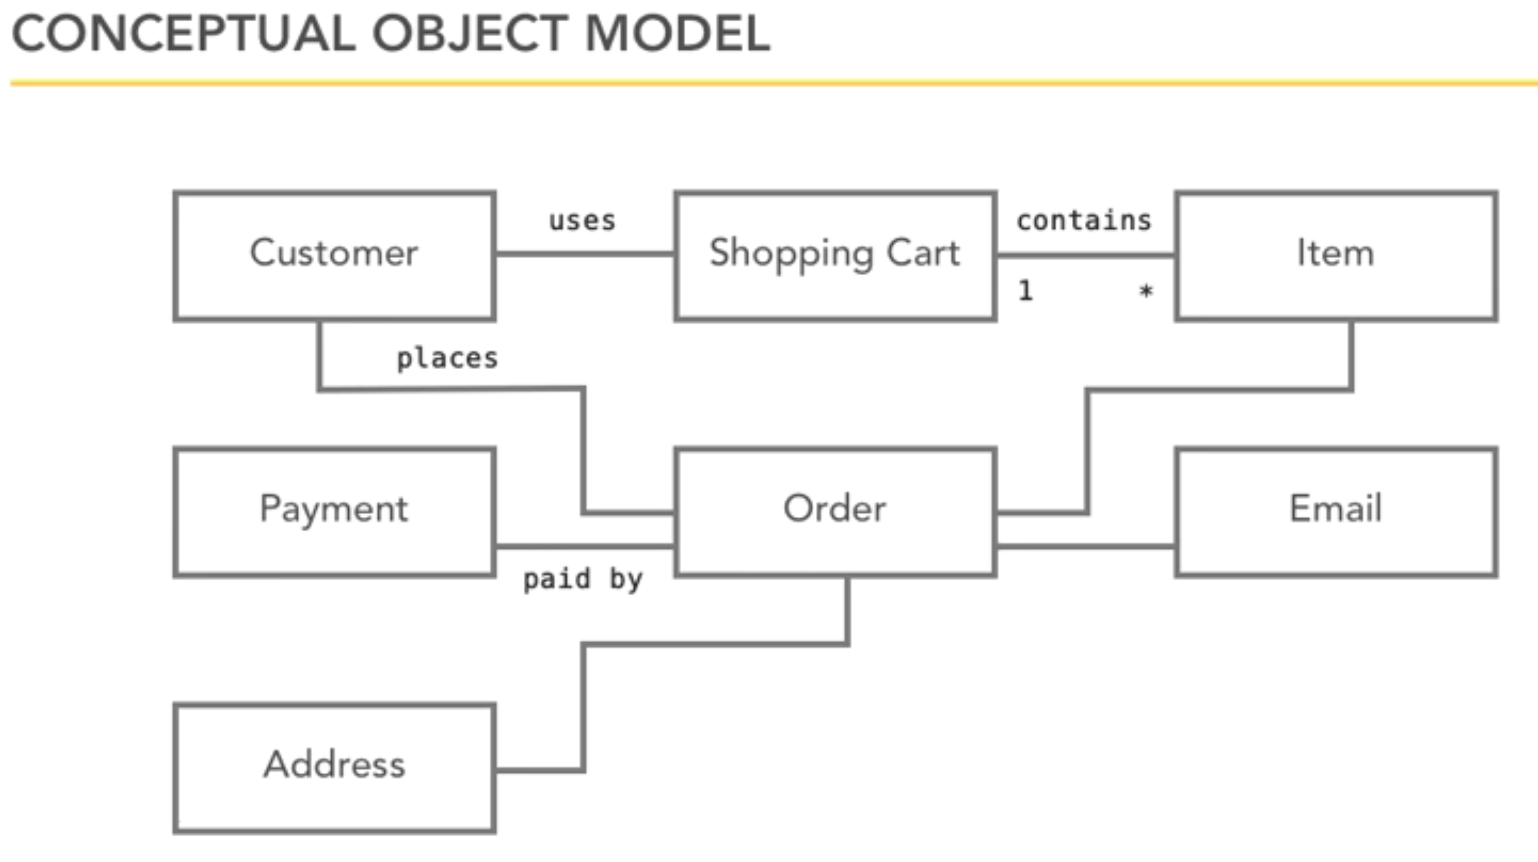 CONCEPTUAL OBJECT MODEL
Customer
uses
Shopping Cart
contains
1
*
Item
places
Payment
paid by
Order
Email
Address